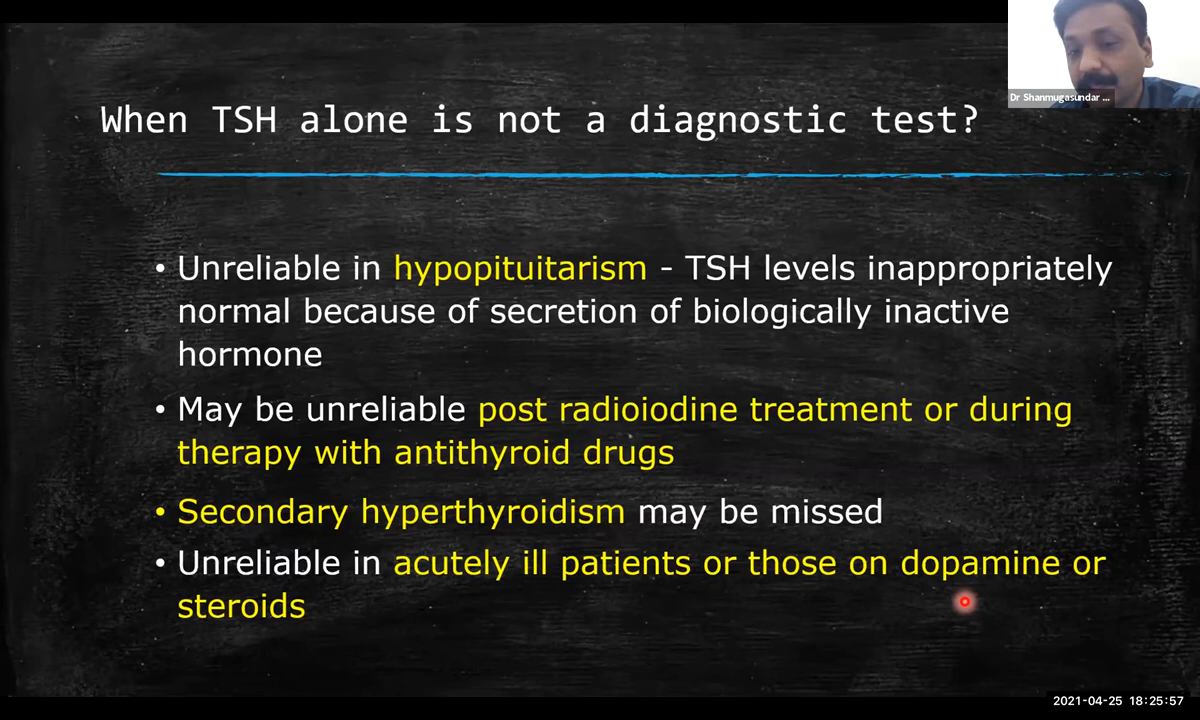 Dr Shanmugasundar ...
When TSH alone is not a diagnostic test?
• Unreliable in hypopituitarism - TSH levels inappropriately
normal because of secretion of biologically inactive
hormone
• May be unreliable post radioiodine treatment or during
therapy with antithyroid drugs
• Secondary hyperthyroidism may be missed
• Unreliable in acutely ill patients or those on dopamine or
steroids
2021-04-25 18:25:57